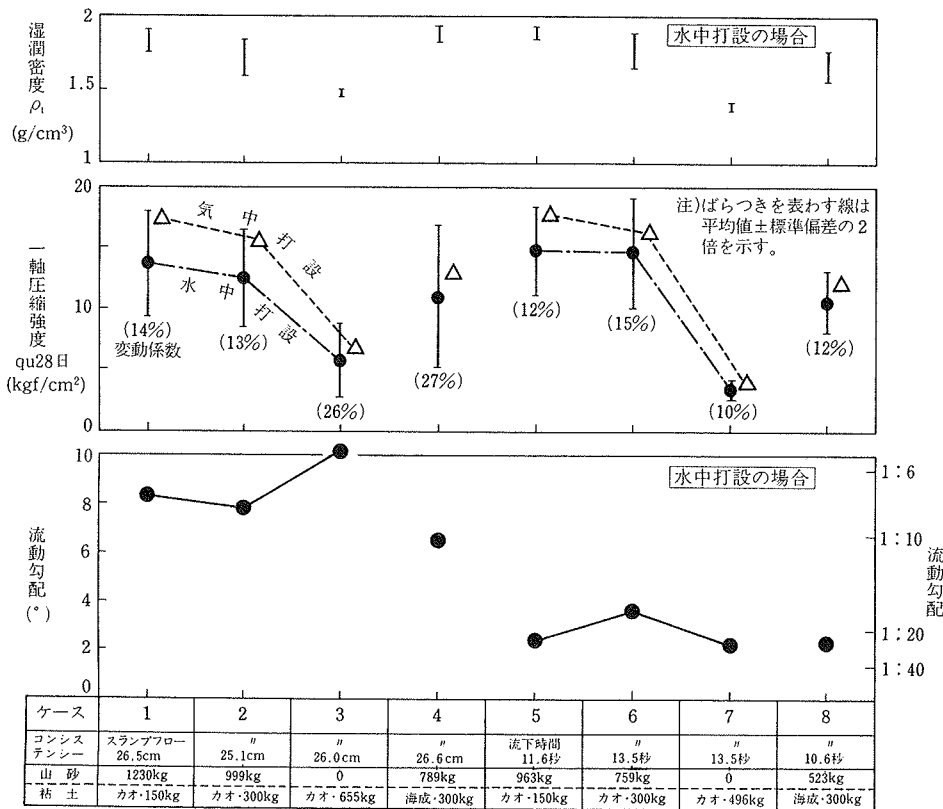 湿潤密度
ρt
(g/cm³)
2
1.5
1
水中打設の場合
一軸圧縮強度
qu28日
(kgf/cm²)
20
10
0
気中打設
水中打設
(14%)
変動係数
(13%)
(26%)
(27%)
(12%)
(15%)
(10%)
(12%)
注)ばらつきを表わす線は
平均値±標準偏差の2
倍を示す。
流動勾配
(°)
10
8
6
4
2
0
水中打設の場合
1:6
1:10
1:20
1:40
流動勾配
ケース 1 2 3 4 5 6 7 8
コンシス スランプフロー 〃 〃 〃 流下時間 〃 〃 〃
テンシー 26.5cm 25.1cm 26.0cm 26.6cm 11.6秒 13.5秒 13.5秒 10.6秒
山砂 1230kg 999kg 0 789kg 963kg 759kg 0 523kg
粘土 カオ・150kg カオ・300kg カオ・655kg 海成・300kg カオ・150kg カオ・300kg カオ・496kg 海成・300kg